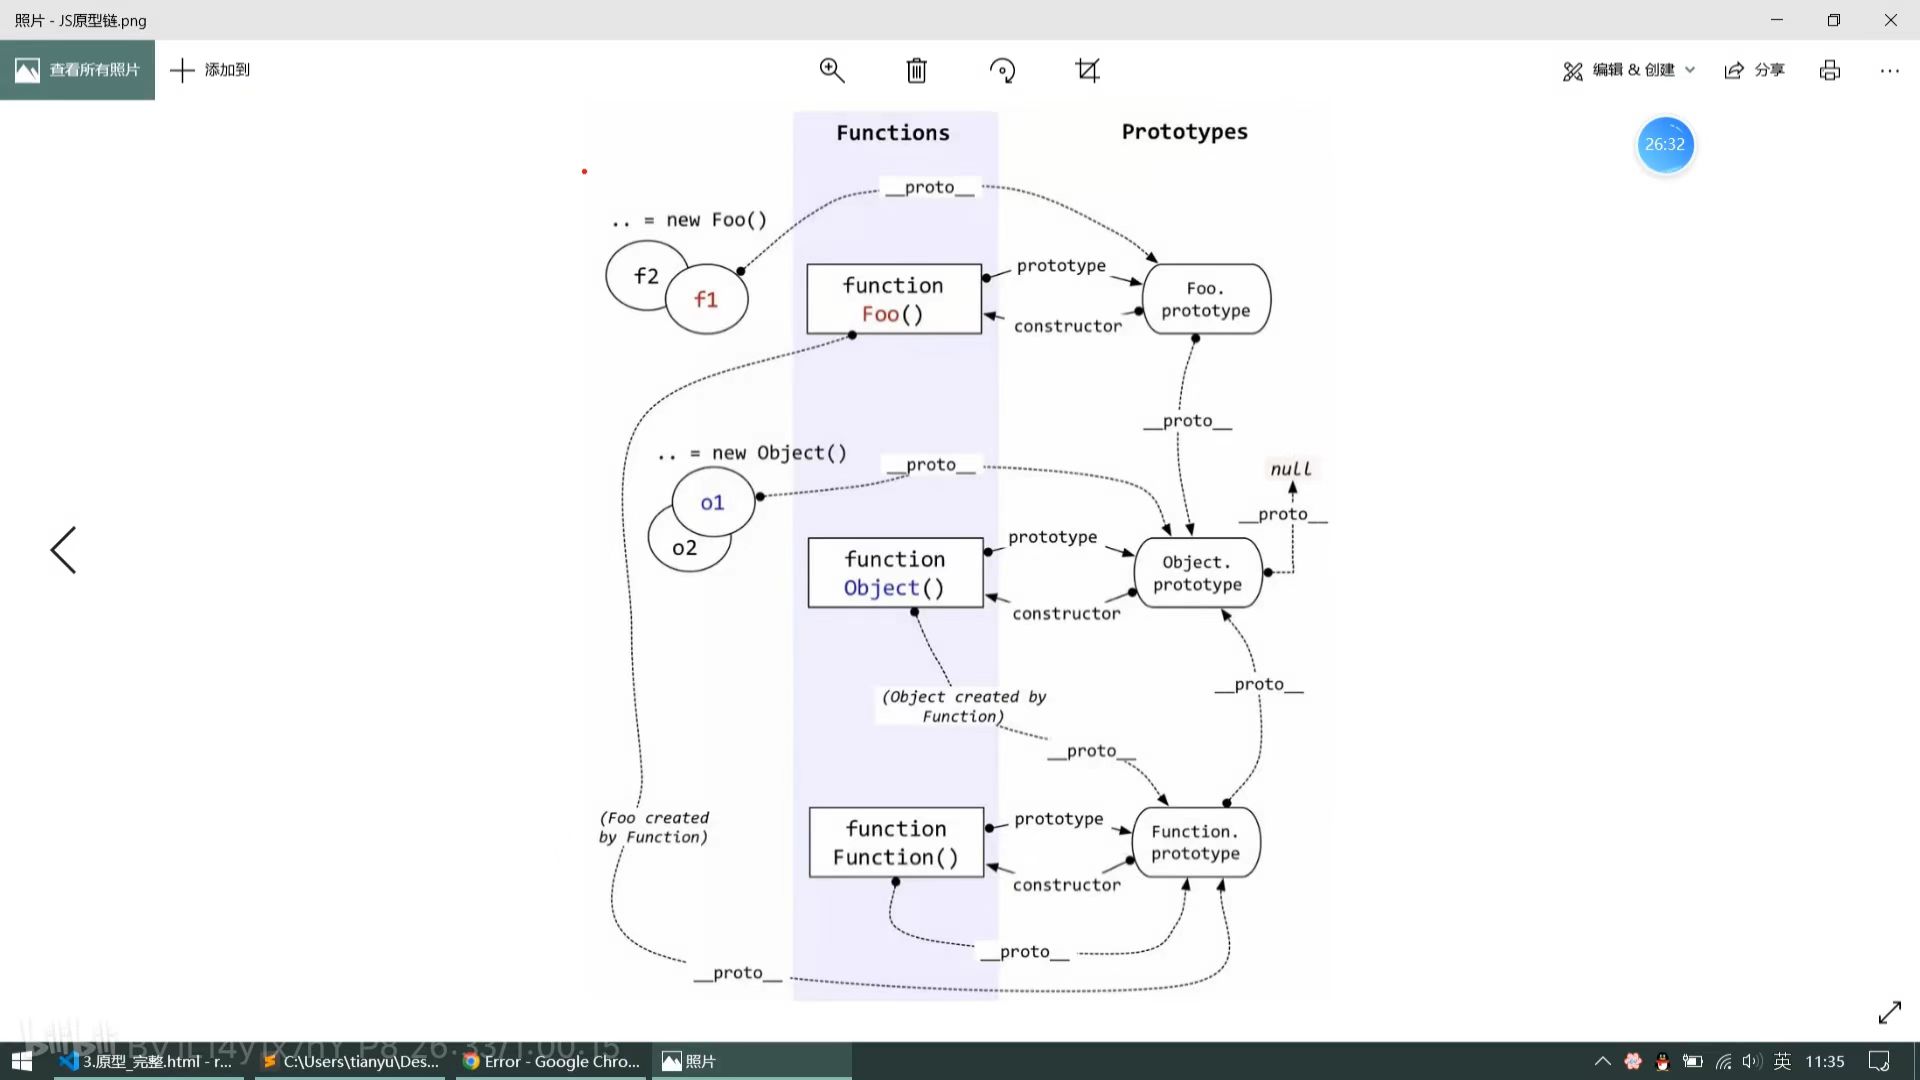 照片 - JS原型链.png
查看所有照片
添加到
编辑 & 创建
分享
26:32
Functions
Prototypes
__proto__
.. = new Foo()
f2
f1
function
Foo()
prototype
constructor
Foo.
prototype
__proto__
.. = new Object()
__proto__
null
__proto__
o1
o2
function
Object()
prototype
constructor
Object.
prototype
(Object created by
Function)
__proto__
__proto__
(Foo created
by Function)
function
Function()
prototype
constructor
Function.
prototype
__proto__
__proto__
3.原型_完整.html - r...
C:\Users\tianyu\Des...
Error - Google Chro...
照片
英
11:35